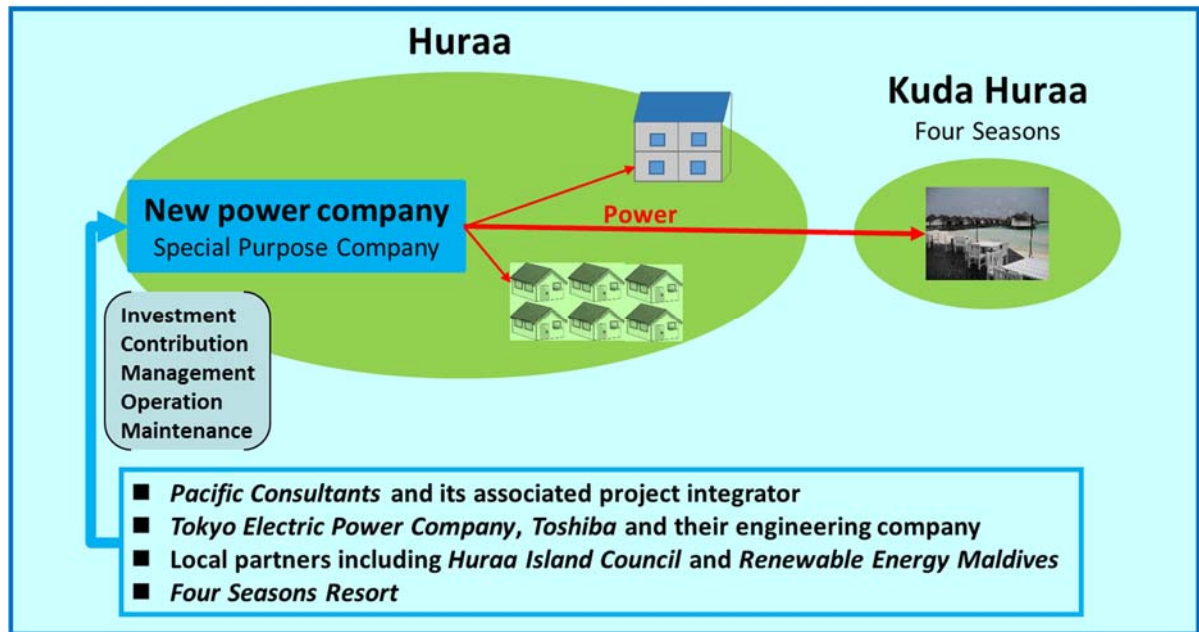 Huraa
Kuda Huraa
Four Seasons
New power company
Special Purpose Company
Power
Investment
Contribution
Management
Operation
Maintenance
■ Pacific Consultants and its associated project integrator
■ Tokyo Electric Power Company, Toshiba and their engineering company
■ Local partners including Huraa Island Council and Renewable Energy Maldives
■ Four Seasons Resort